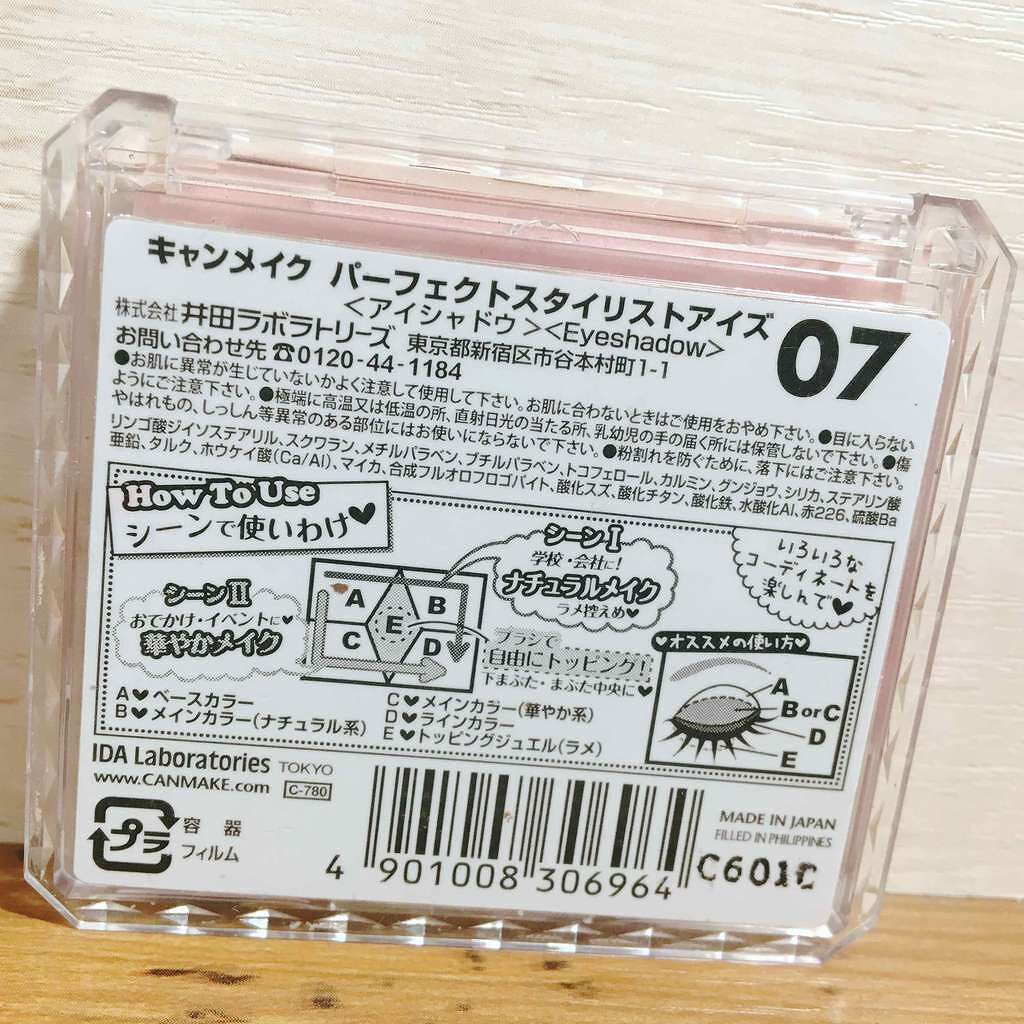 キャンメイク パーフェクトスタイリストアイズ
<アイシャドウ><Eyeshadow>
07
株式会社 井田ラボラトリーズ 東京都新宿区市谷本村町1-1
お問い合わせ先 ☎0120-44-1184
●お肌に異常が生じていないかよく注意して使用して下さい。お肌に合わないときはご使用をおやめ下さい。●目に入らない
ようにご注意下さい。●極端に高温又は低温の所、直射日光の当たる所、乳幼児の手の届く所には保管しないで下さい。●傷
やはれもの、しっしん等異常のある部位にはお使いにならないで下さい。●粉割れを防ぐために、落下にはご注意下さい。
リンゴ酸ジイソステアリル、スクワラン、メチルパラベン、ブチルパラベン、トコフェロール、カルミン、グンジョウ、シリカ、ステアリン酸
亜鉛、タルク、ホウケイ酸(Ca/Al)、マイカ、合成フルオロフロゴパイト、酸化スズ、酸化チタン、酸化鉄、水酸化Al、赤226、硫酸Ba
How To Use
シーンで使いわけ♥
シーンⅠ
学校・会社に!
ナチュラルメイク
ラメ控えめ♥
いろいろな
コーディネートを
楽しんで♥
シーンⅡ
おでかけ・イベントに♥
華やかメイク
A
B
C
D
E
ブラシで
自由にトッピング!
下まぶた・まぶた中央に♥
♥オススメの使い方♥
A
B or C
D
E
A♥ベースカラー
B♥メインカラー(ナチュラル系)
C♥メインカラー(華やか系)
D♥ラインカラー
E♥トッピングジュエル(ラメ)
IDA Laboratories TOKYO
www.CANMAKE.com C-780
プラ
容器
フィルム
4 901008 306964
MADE IN JAPAN
FILLED IN PHILIPPINES
C601C